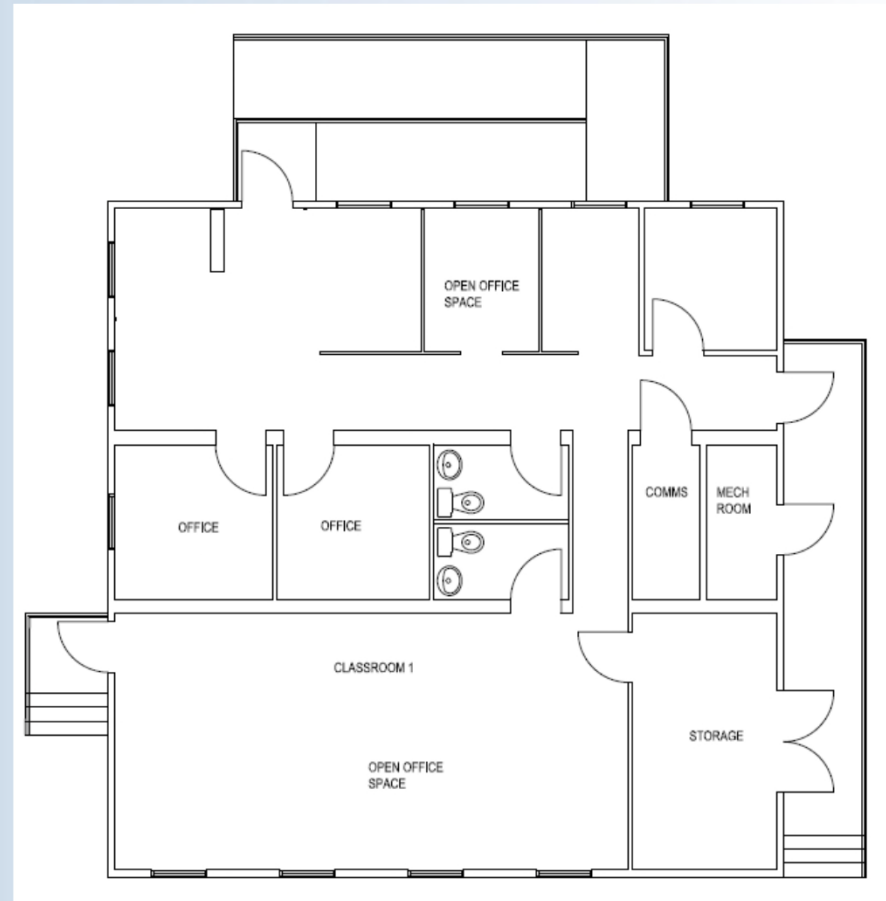 OPEN OFFICE
SPACE
COMMS
MECH
ROOM
OFFICE
OFFICE
CLASSROOM 1
STORAGE
OPEN OFFICE
SPACE